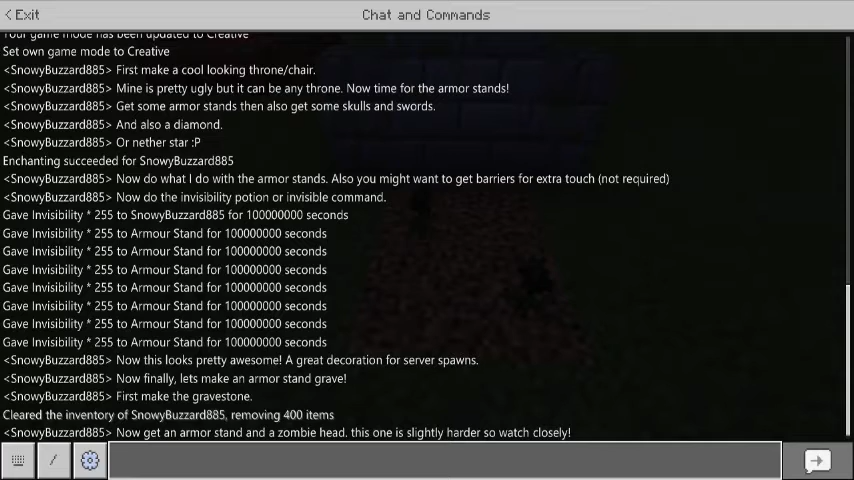 < Exit
Chat and Commands
Your game mode has been updated to Creative
Set own game mode to Creative
<SnowyBuzzard885> First make a cool looking throne/chair.
<SnowyBuzzard885> Mine is pretty ugly but it can be any throne. Now time for the armor stands!
<SnowyBuzzard885> Get some armor stands then also get some skulls and swords.
<SnowyBuzzard885> And also a diamond.
<SnowyBuzzard885> Or nether star :P
Enchanting succeeded for SnowyBuzzard885
<SnowyBuzzard885> Now do what I do with the armor stands. Also you might want to get barriers for extra touch (not required)
<SnowyBuzzard885> Now do the invisibility potion or invisible command.
Gave Invisibility * 255 to SnowyBuzzard885 for 100000000 seconds
Gave Invisibility * 255 to Armour Stand for 100000000 seconds
Gave Invisibility * 255 to Armour Stand for 100000000 seconds
Gave Invisibility * 255 to Armour Stand for 100000000 seconds
Gave Invisibility * 255 to Armour Stand for 100000000 seconds
Gave Invisibility * 255 to Armour Stand for 100000000 seconds
Gave Invisibility * 255 to Armour Stand for 100000000 seconds
Gave Invisibility * 255 to Armour Stand for 100000000 seconds
<SnowyBuzzard885> Now this looks pretty awesome! A great decoration for server spawns.
<SnowyBuzzard885> Now finally, lets make an armor stand grave!
<SnowyBuzzard885> First make the gravestone.
Cleared the inventory of SnowyBuzzard885, removing 400 items
<SnowyBuzzard885> Now get an armor stand and a zombie head. this one is slightly harder so watch closely!
/